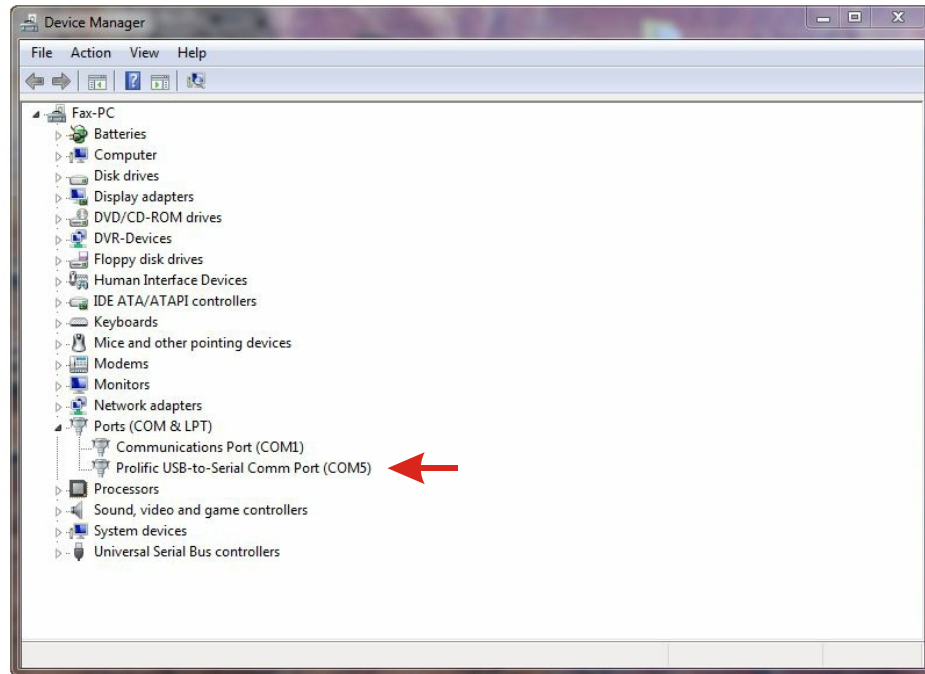 Device Manager
File Action View Help
Fax-PC
Batteries
Computer
Disk drives
Display adapters
DVD/CD-ROM drives
DVR-Devices
Floppy disk drives
Human Interface Devices
IDE ATA/ATAPI controllers
Keyboards
Mice and other pointing devices
Modems
Monitors
Network adapters
Ports (COM & LPT)
Communications Port (COM1)
Prolific USB-to-Serial Comm Port (COM5)
Processors
Sound, video and game controllers
System devices
Universal Serial Bus controllers